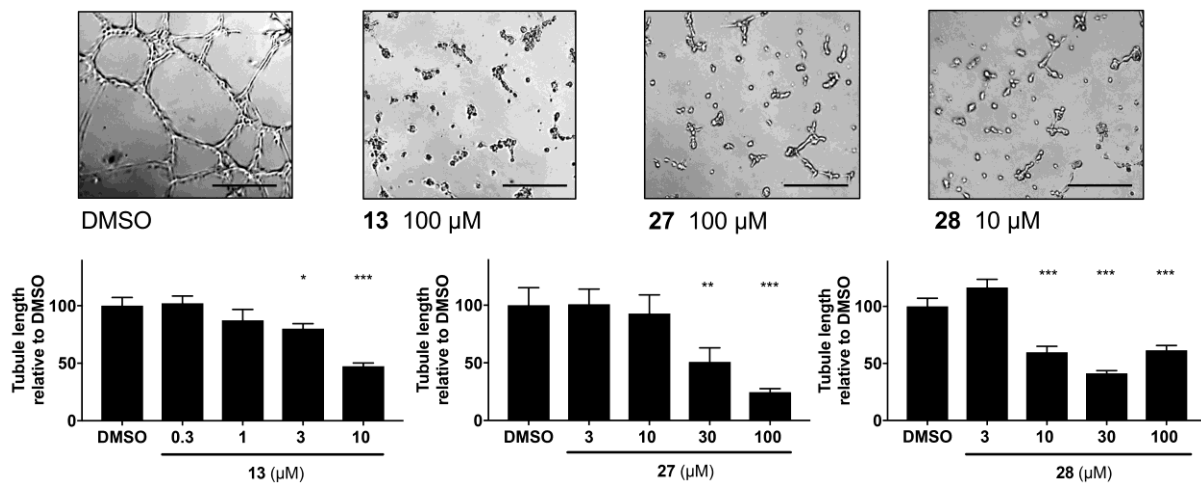 DMSO
13 100 µM
27 100 µM
28 10 µM
Tubule length
relative to DMSO
100
50
0
* ***
DMSO 0.3 1 3 10
13 (µM)
Tubule length
relative to DMSO
100
50
0
** ***
DMSO 3 10 30 100
27 (µM)
Tubule length
relative to DMSO
100
50
0
*** *** ***
DMSO 3 10 30 100
28 (µM)